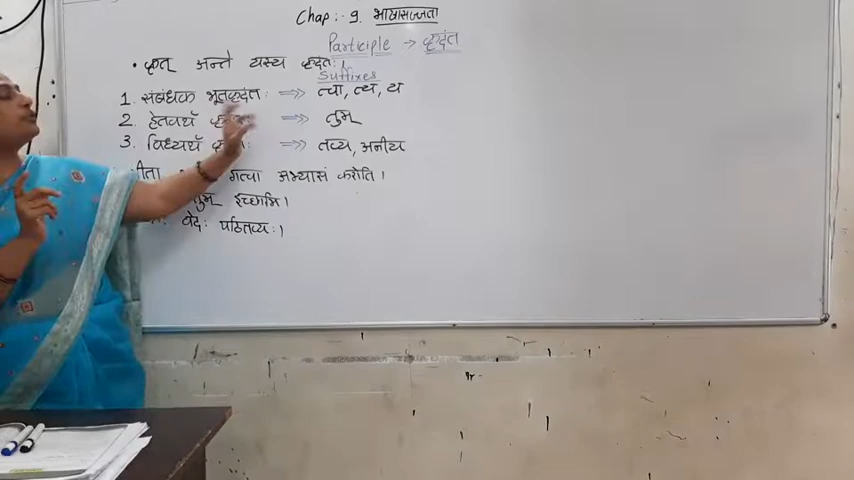 Chap :- 9. भाषासज्जता
Participle → कृदंत
• कृत् अन्ते यस्य कृदंतः।
Suffixes
1. संबंधक भूतकृदंतः ⇒ त्वा, त्य, य
2. हेत्वर्थ ⇒ तुम्
3. विध्यर्थ ⇒ तव्य, अनीय
गीता गत्वा अभ्यासं करोति।
तुम् इच्छामि।
वेदः पठितव्यः।